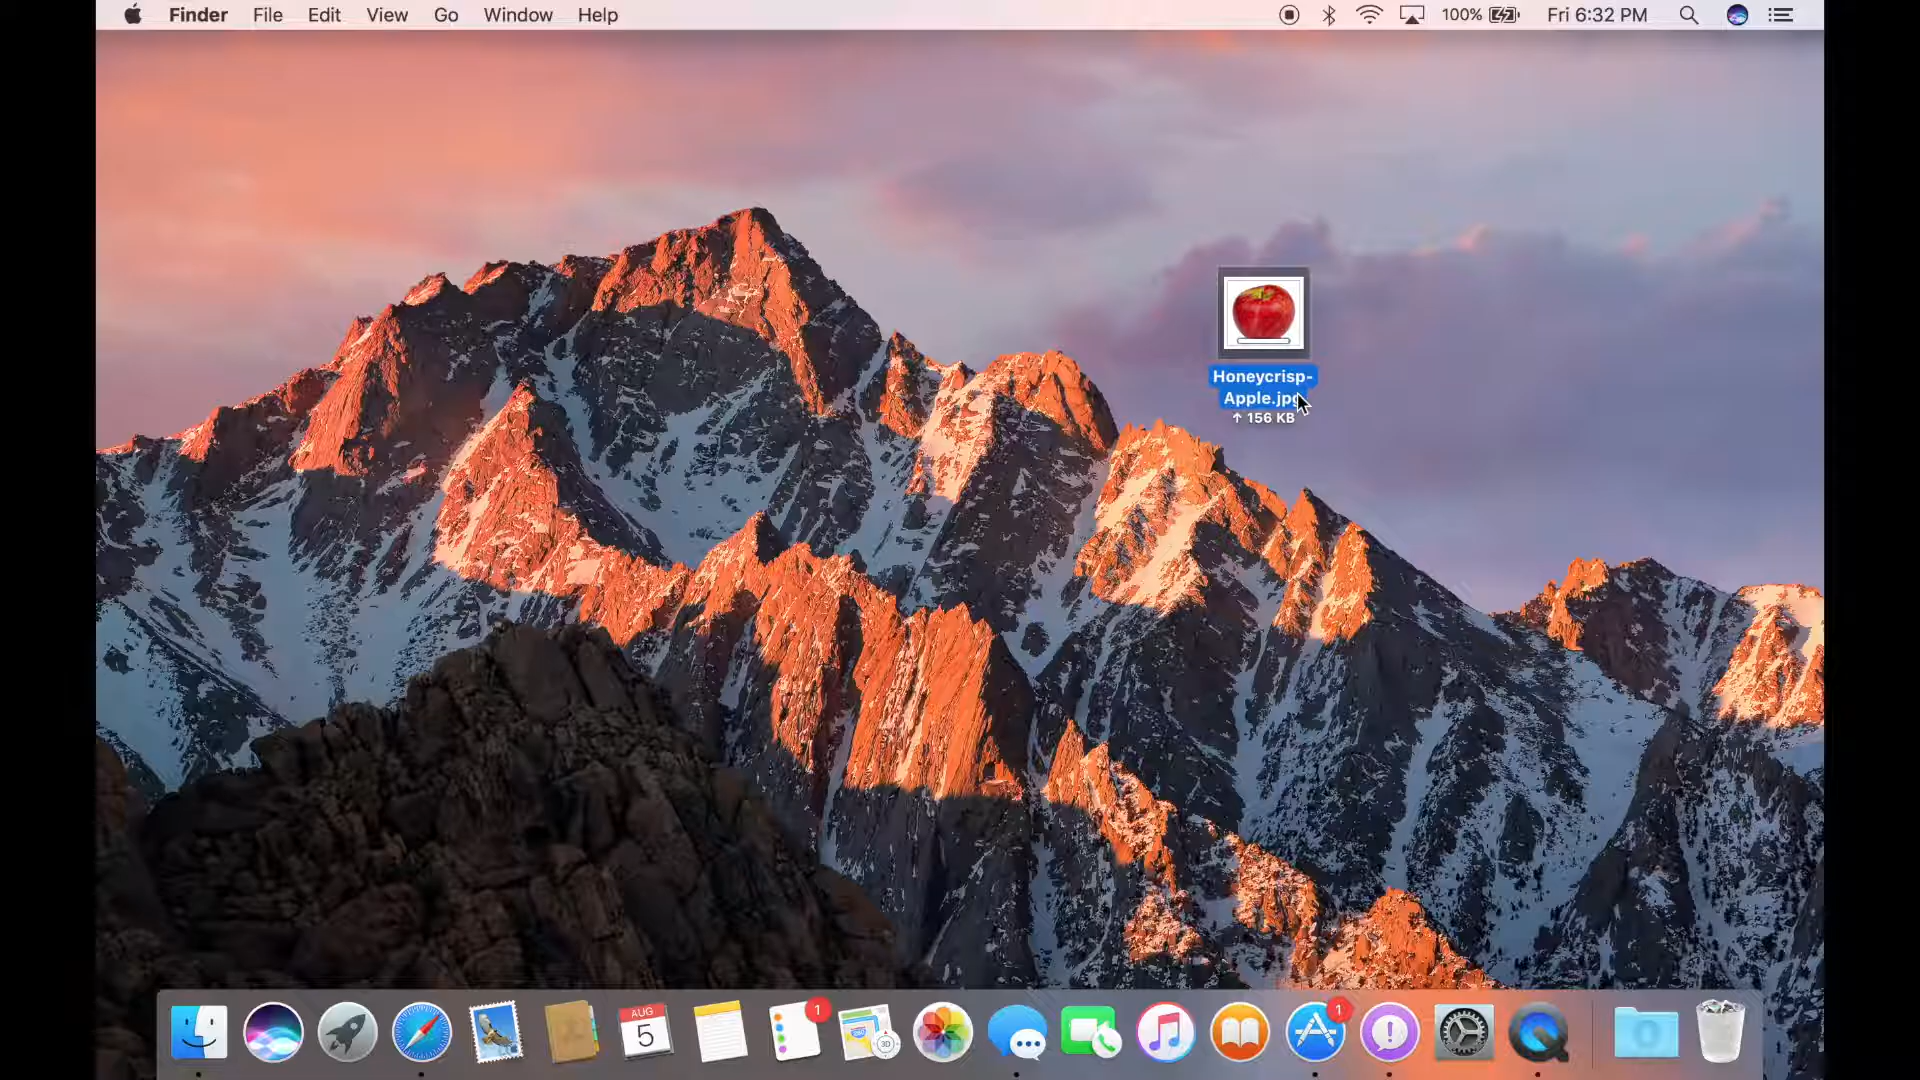 Finder File Edit View Go Window Help 100% Fri 6:32 PM
Honeycrisp-
Apple.jpg
↑ 156 KB
AUG
5
1
3D
1